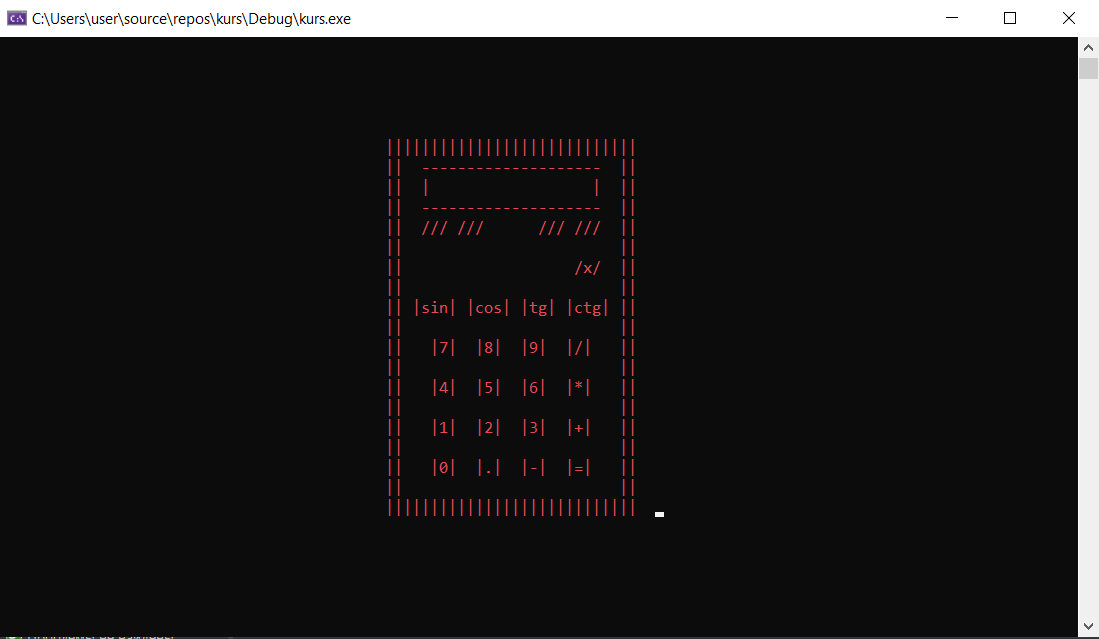 C:\Users\user\source\repos\kurs\Debug\kurs.exe
||||||||||||||||||||||||||||
||  --------------------  ||
||  |                  |  ||
||  --------------------  ||
||  /// ///      /// ///  ||
||                        ||
||                   /x/  ||
||                        ||
|| |sin| |cos| |tg| |ctg| ||
||                        ||
||   |7|  |8|  |9|  |/|   ||
||                        ||
||   |4|  |5|  |6|  |*|   ||
||                        ||
||   |1|  |2|  |3|  |+|   ||
||                        ||
||   |0|  |.|  |-|  |=|   ||
||                        ||
||||||||||||||||||||||||||||